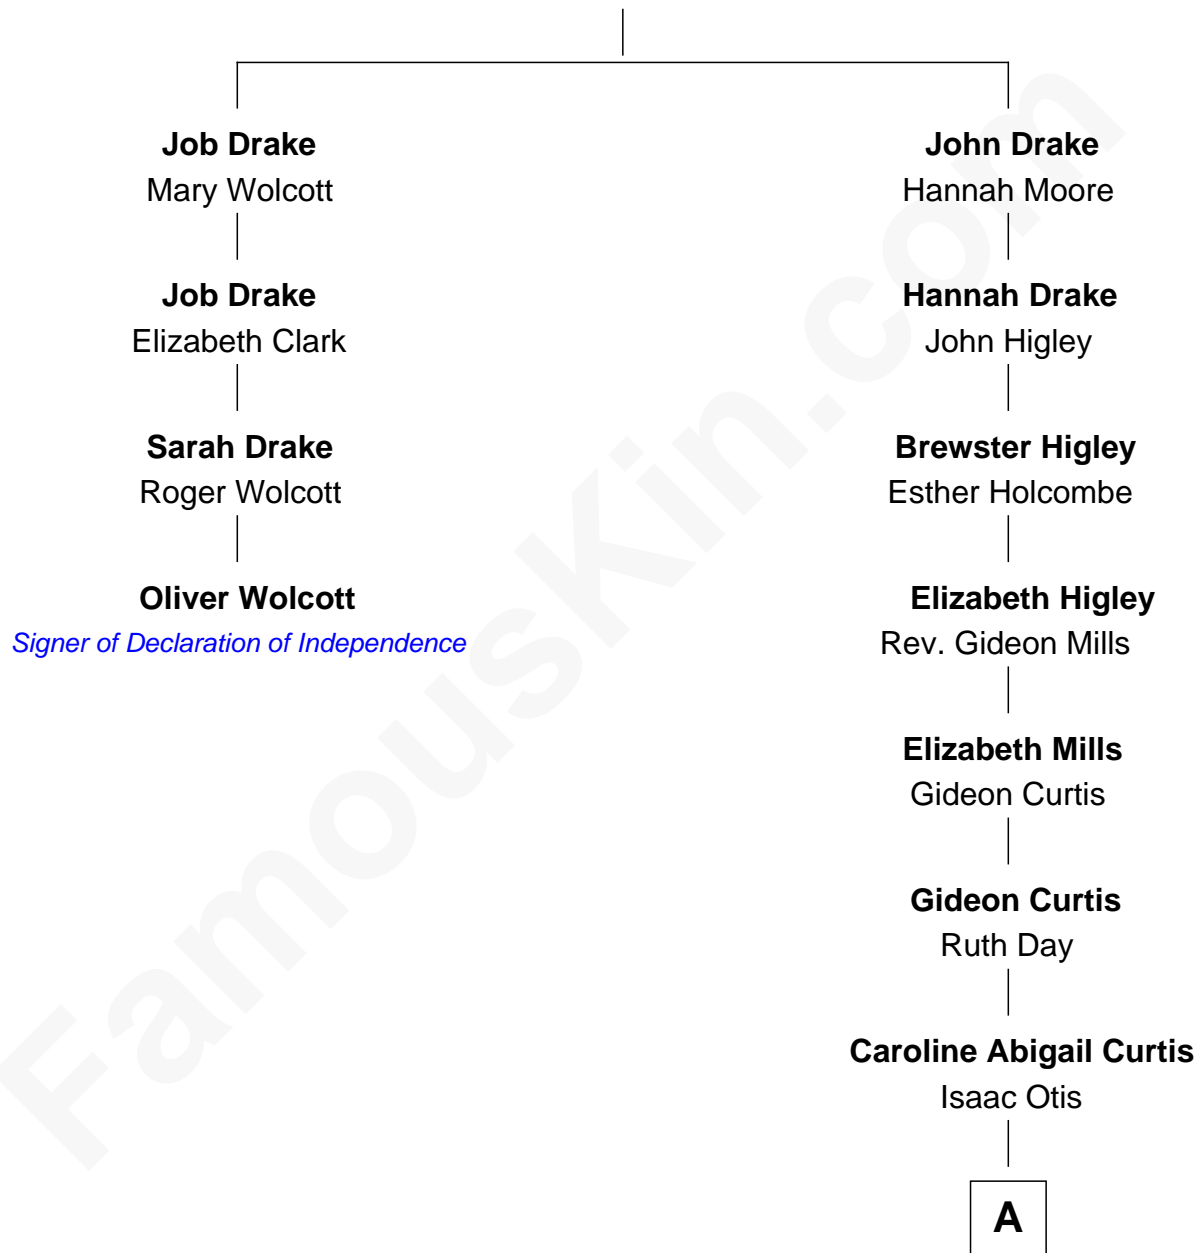 Job Drake
Mary Wolcott
Job Drake
Elizabeth Clark
Sarah Drake
Roger Wolcott
Oliver Wolcott
Signer of Declaration of Independence
John Drake
Hannah Moore
Hannah Drake
John Higley
Brewster Higley
Esther Holcombe
Elizabeth Higley
Rev. Gideon Mills
Elizabeth Mills
Gideon Curtis
Gideon Curtis
Ruth Day
Caroline Abigail Curtis
Isaac Otis
A
FamousKin.com